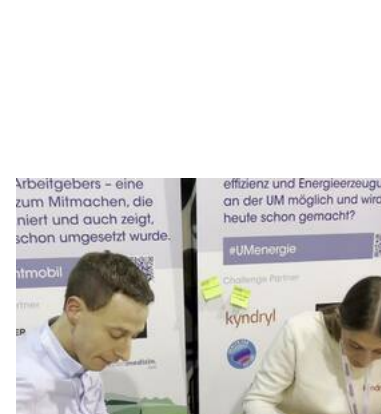 Arbeitgebers – eine
zum Mitmachen, die
niert und auch zeigt,
schon umgesetzt wurde.
ntmobil
effizienz und Energieerzeugu
an der UM möglich und wird
heute schon gemacht?
#UMenergie
Challenge Partner
kyndryl